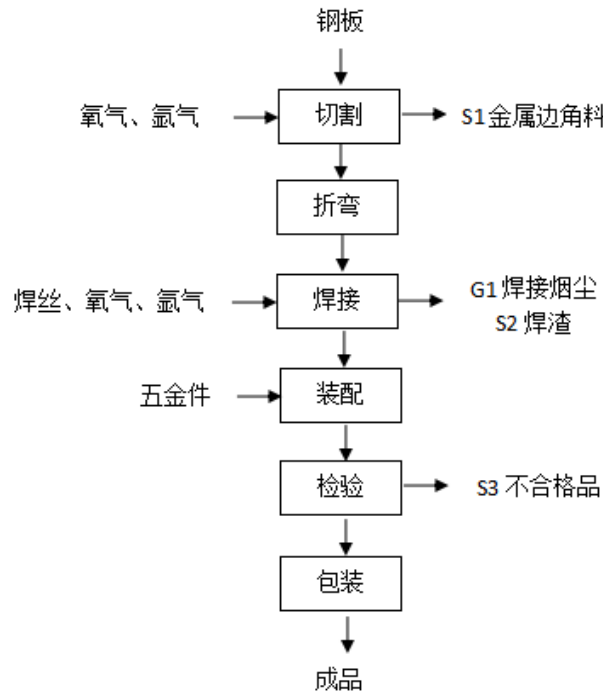 钢板
氧气、氩气
切割
S1金属边角料
折弯
焊丝、氧气、氩气
焊接
G1焊接烟尘
S2焊渣
五金件
装配
检验
S3不合格品
包装
成品